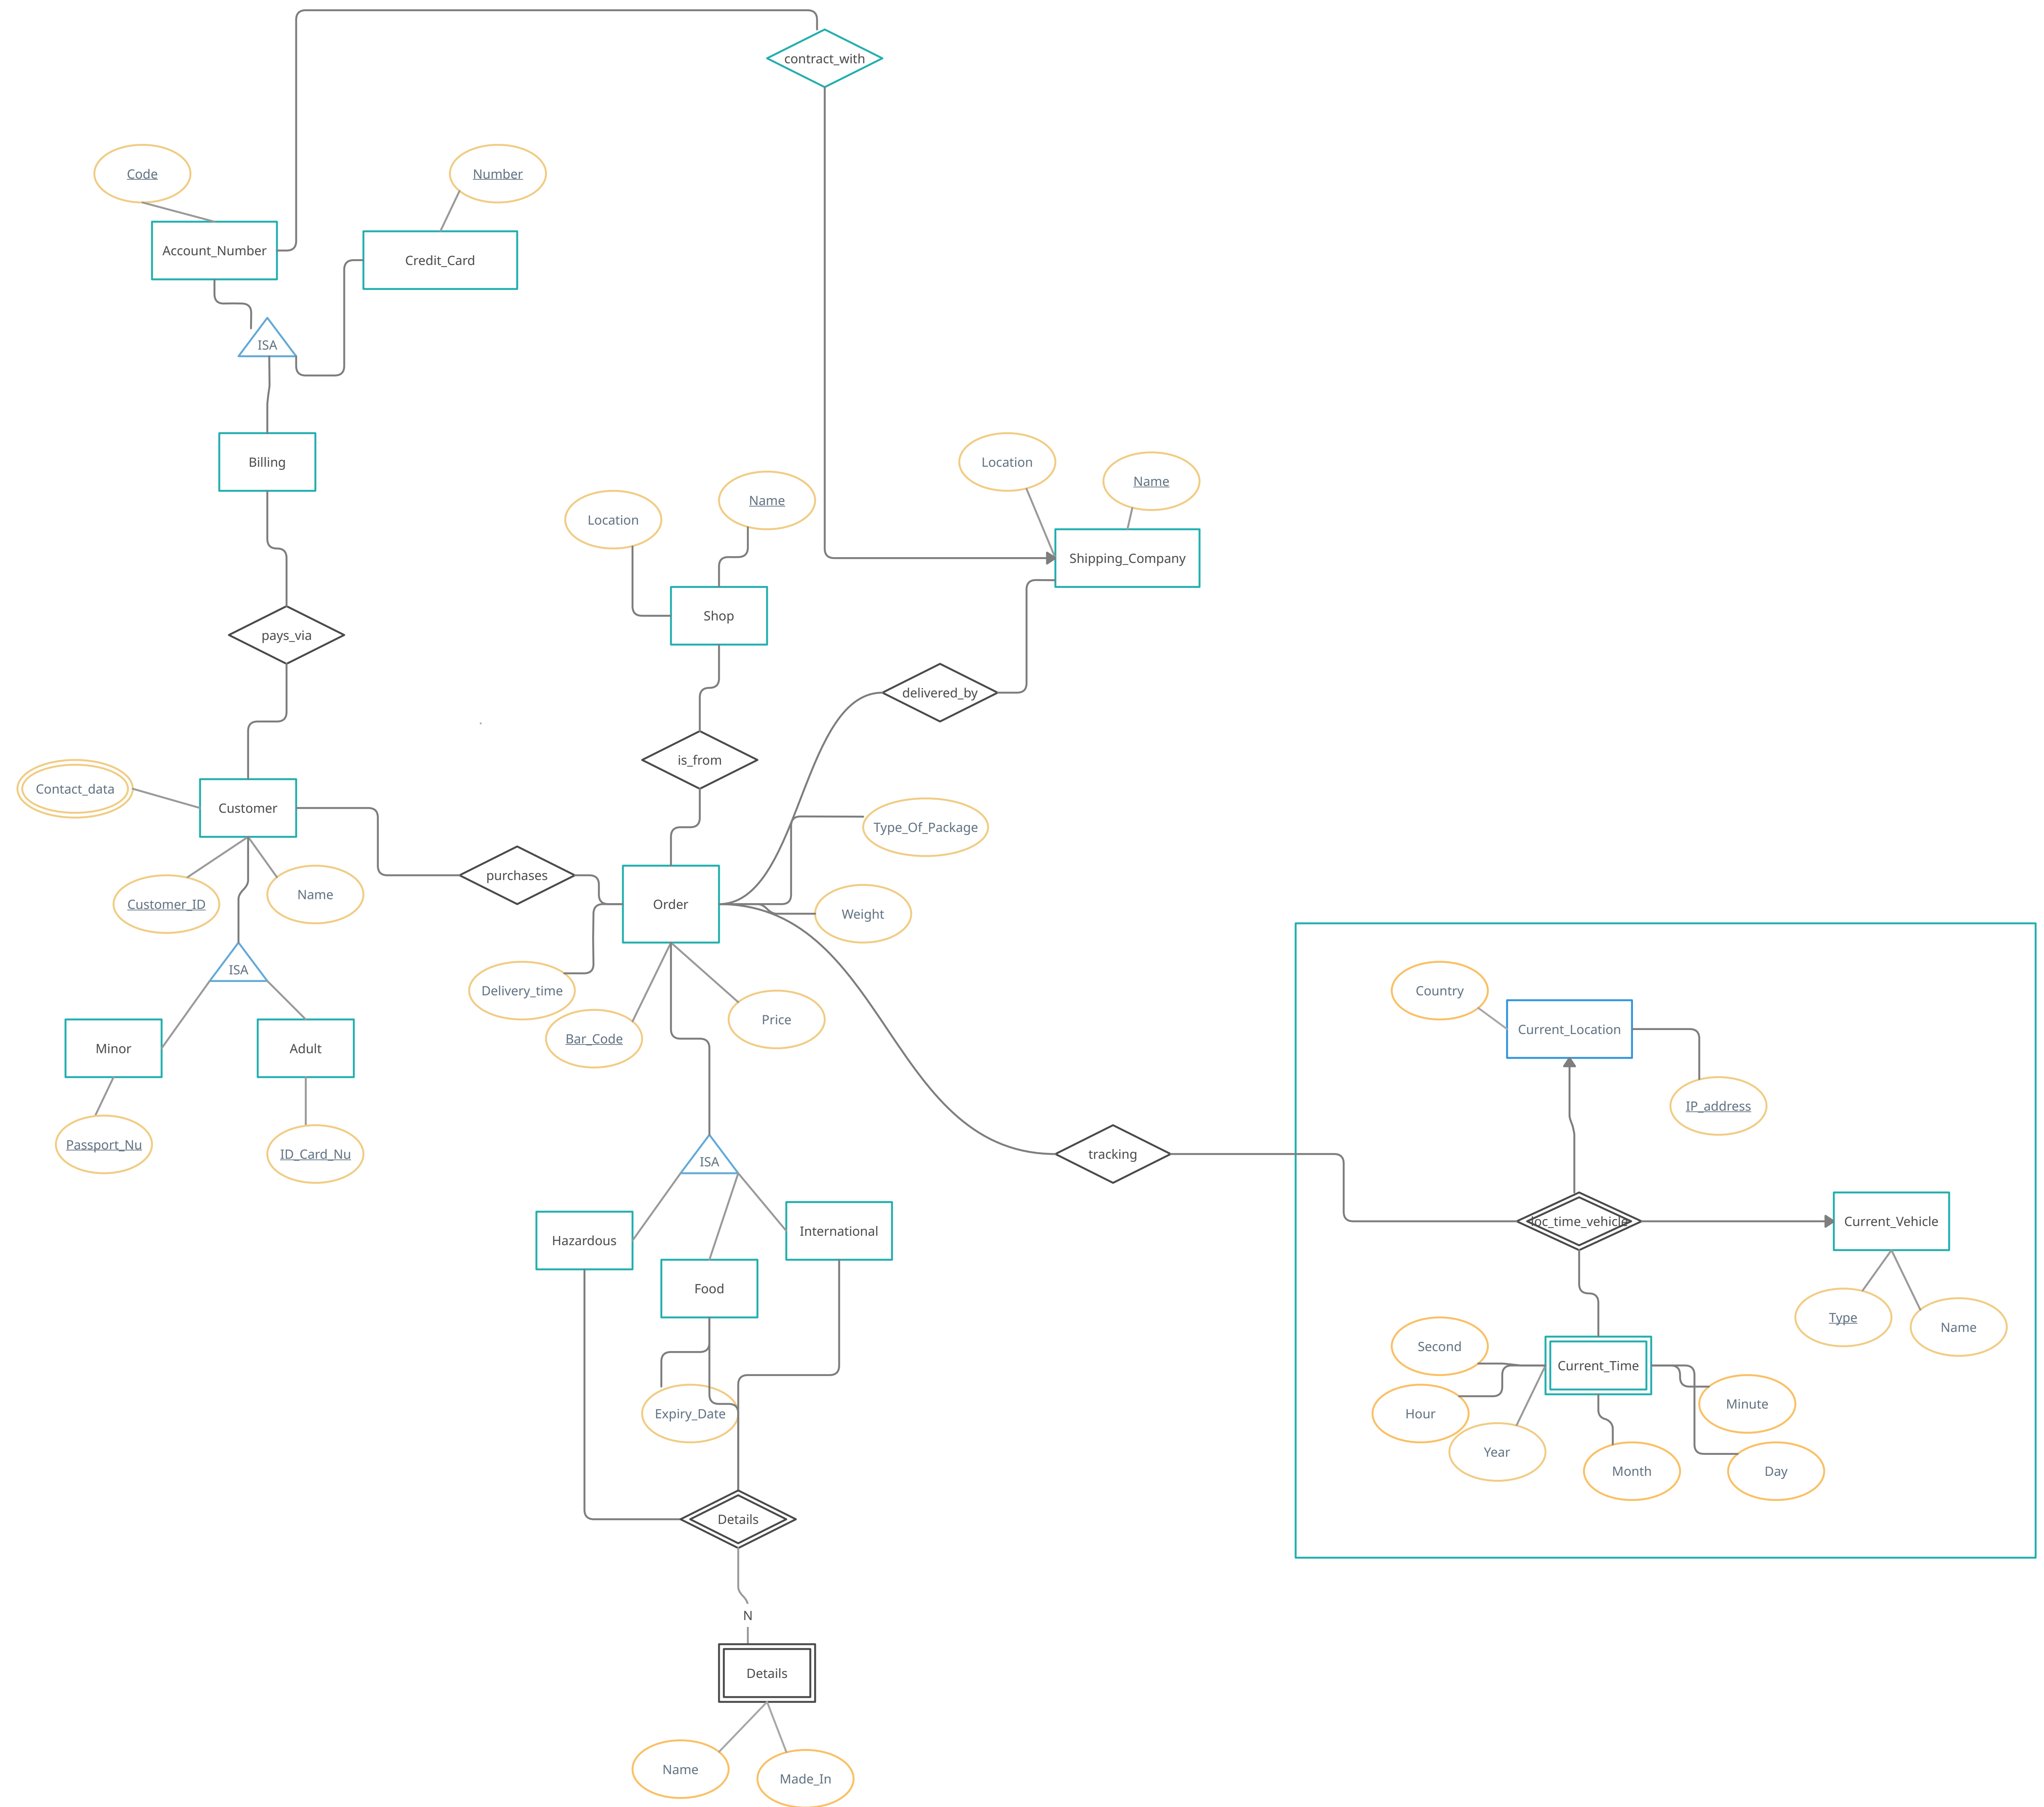 contract_with
Code
Number
Account_Number
Credit_Card
ISA
Billing
Location
Name
Location
Name
Shipping_Company
Shop
pays_via
delivered_by
is_from
Contact_data
Customer
Type_Of_Package
purchases
Customer_ID
Name
Order
Weight
ISA
Delivery_time
Bar_Code
Price
Country
Current_Location
Minor
Adult
IP_address
Passport_Nu
ID_Card_Nu
ISA
tracking
Hazardous
International
loc_time_vehicle
Current_Vehicle
Food
Type
Name
Second
Current_Time
Expiry_Date
Hour
Minute
Year
Month
Day
Details
N
Details
Name
Made_In